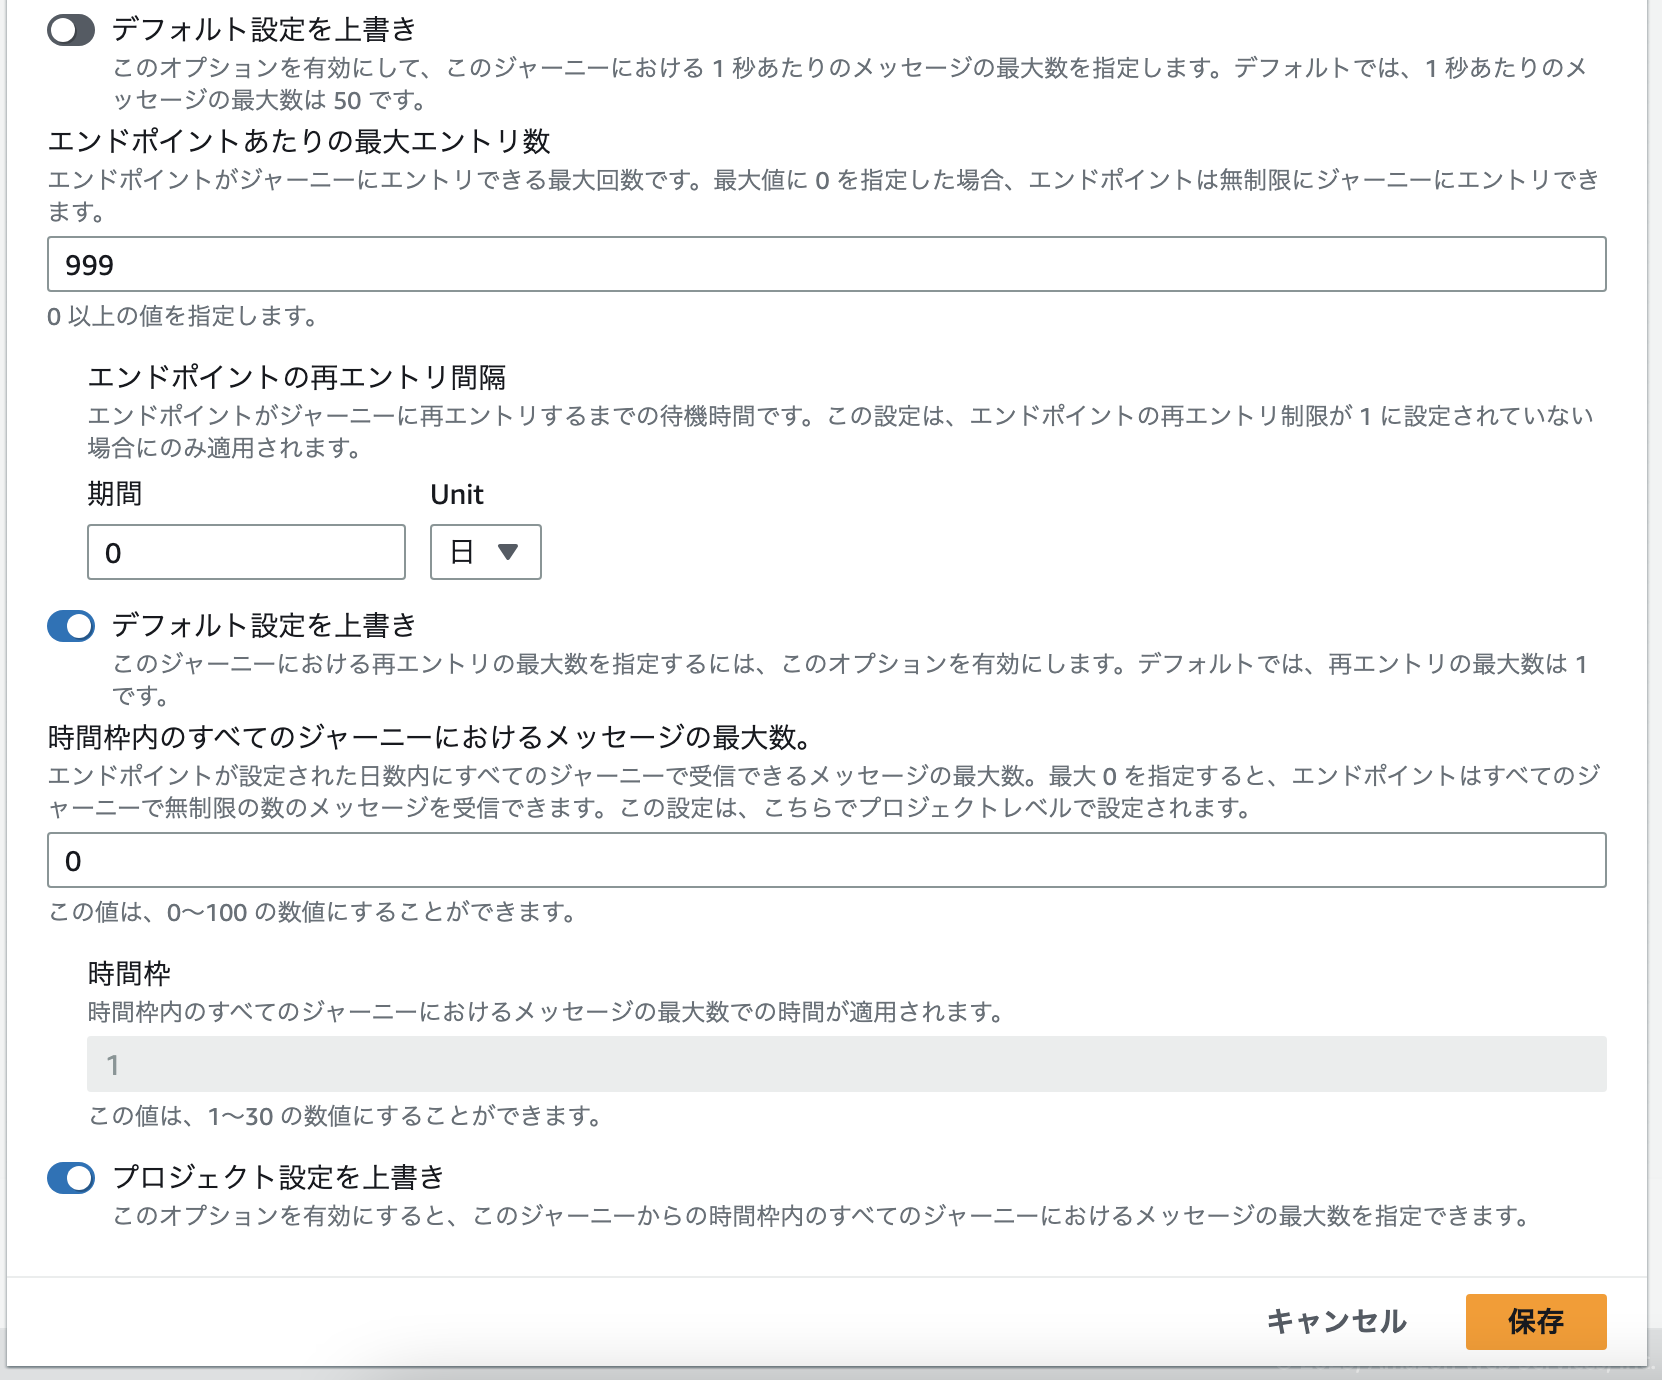 デフォルト設定を上書き
このオプションを有効にして、このジャーニーにおける 1 秒あたりのメッセージの最大数を指定します。デフォルトでは、1 秒あたりのメ
ッセージの最大数は 50 です。
エンドポイントあたりの最大エントリ数
エンドポイントがジャーニーにエントリできる最大回数です。最大値に 0 を指定した場合、エンドポイントは無制限にジャーニーにエントリでき
ます。
999
0 以上の値を指定します。
エンドポイントの再エントリ間隔
エンドポイントがジャーニーに再エントリするまでの待機時間です。この設定は、エンドポイントの再エントリ制限が 1 に設定されていない
場合にのみ適用されます。
期間 Unit
0 日
デフォルト設定を上書き
このジャーニーにおける再エントリの最大数を指定するには、このオプションを有効にします。デフォルトでは、再エントリの最大数は 1
です。
時間枠内のすべてのジャーニーにおけるメッセージの最大数。
エンドポイントが設定された日数内にすべてのジャーニーで受信できるメッセージの最大数。最大 0 を指定すると、エンドポイントはすべてのジ
ャーニーで無制限の数のメッセージを受信できます。この設定は、こちらでプロジェクトレベルで設定されます。
0
この値は、0〜100 の数値にすることができます。
時間枠
時間枠内のすべてのジャーニーにおけるメッセージの最大数での時間が適用されます。
1
この値は、1〜30 の数値にすることができます。
プロジェクト設定を上書き
このオプションを有効にすると、このジャーニーからの時間枠内のすべてのジャーニーにおけるメッセージの最大数を指定できます。
キャンセル 保存